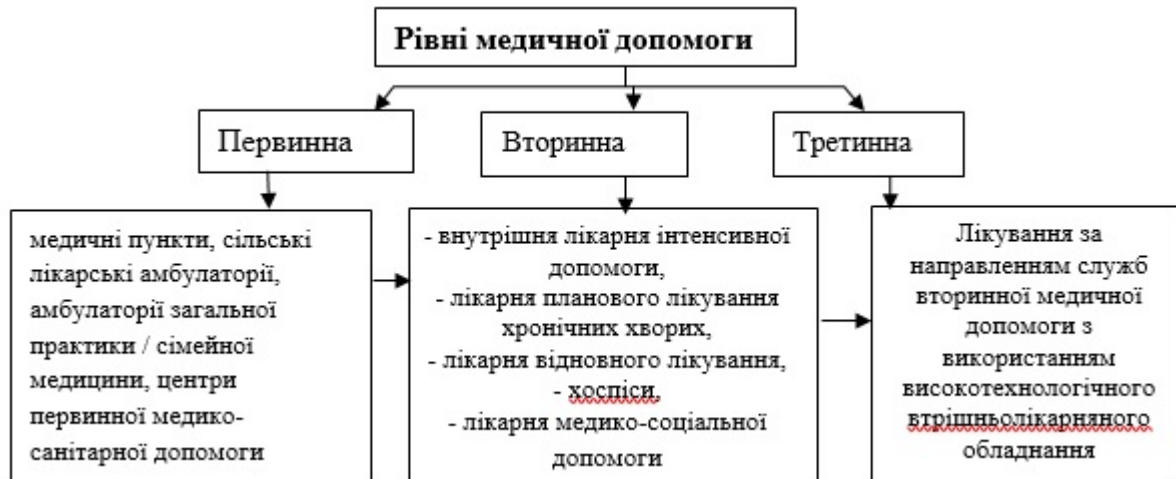 Рівні медичної допомоги
Первинна
Вторинна
Третинна
медичні пункти, сільські
лікарські амбулаторії,
амбулаторії загальної
практики / сімейної
медицини, центри
первинної медико-
санітарної допомоги
- внутрішня лікарня інтенсивної
допомоги,
- лікарня планового лікування
хронічних хворих,
- лікарня відновного лікування,
- хоспіси,
- лікарня медико-соціальної
допомоги
Лікування за
направленням служб
вторинної медичної
допомоги з
використанням
високотехнологічного
втрішньолікарняного
обладнання